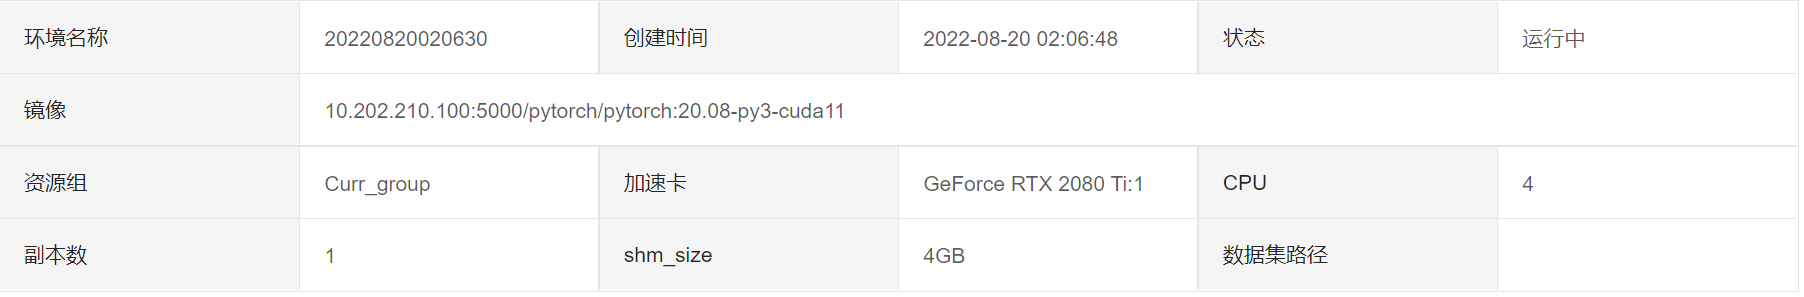 环境名称 20220820020630 创建时间 2022-08-20 02:06:48 状态 运行中
镜像 10.202.210.100:5000/pytorch/pytorch:20.08-py3-cuda11
资源组 Curr_group 加速卡 GeForce RTX 2080 Ti:1 CPU 4
副本数 1 shm_size 4GB 数据集路径